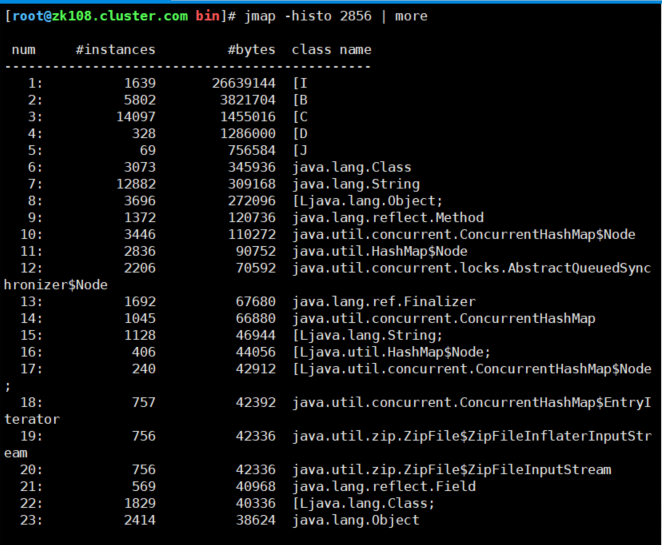 [root@zk108.cluster.com bin]# jmap -histo 2856 | more
num #instances #bytes class name
----------------------------------------------
1: 1639 26639144 [I
2: 5802 3821704 [B
3: 14097 1455016 [C
4: 328 1286000 [D
5: 69 756584 [J
6: 3073 345936 java.lang.Class
7: 12882 309168 java.lang.String
8: 3696 272096 [Ljava.lang.Object;
9: 1372 120736 java.lang.reflect.Method
10: 3446 110272 java.util.concurrent.ConcurrentHashMap$Node
11: 2836 90752 java.util.HashMap$Node
12: 2206 70592 java.util.concurrent.locks.AbstractQueuedSync
hronizer$Node
13: 1692 67680 java.lang.ref.Finalizer
14: 1045 66880 java.util.concurrent.ConcurrentHashMap
15: 1128 46944 [Ljava.lang.String;
16: 406 44056 [Ljava.util.HashMap$Node;
17: 240 42912 [Ljava.util.concurrent.ConcurrentHashMap$Node
;
18: 757 42392 java.util.concurrent.ConcurrentHashMap$EntryI
terator
19: 756 42336 java.util.zip.ZipFile$ZipFileInflaterInputStr
eam
20: 756 42336 java.util.zip.ZipFile$ZipFileInputStream
21: 569 40968 java.lang.reflect.Field
22: 1829 40336 [Ljava.lang.Class;
23: 2414 38624 java.lang.Object